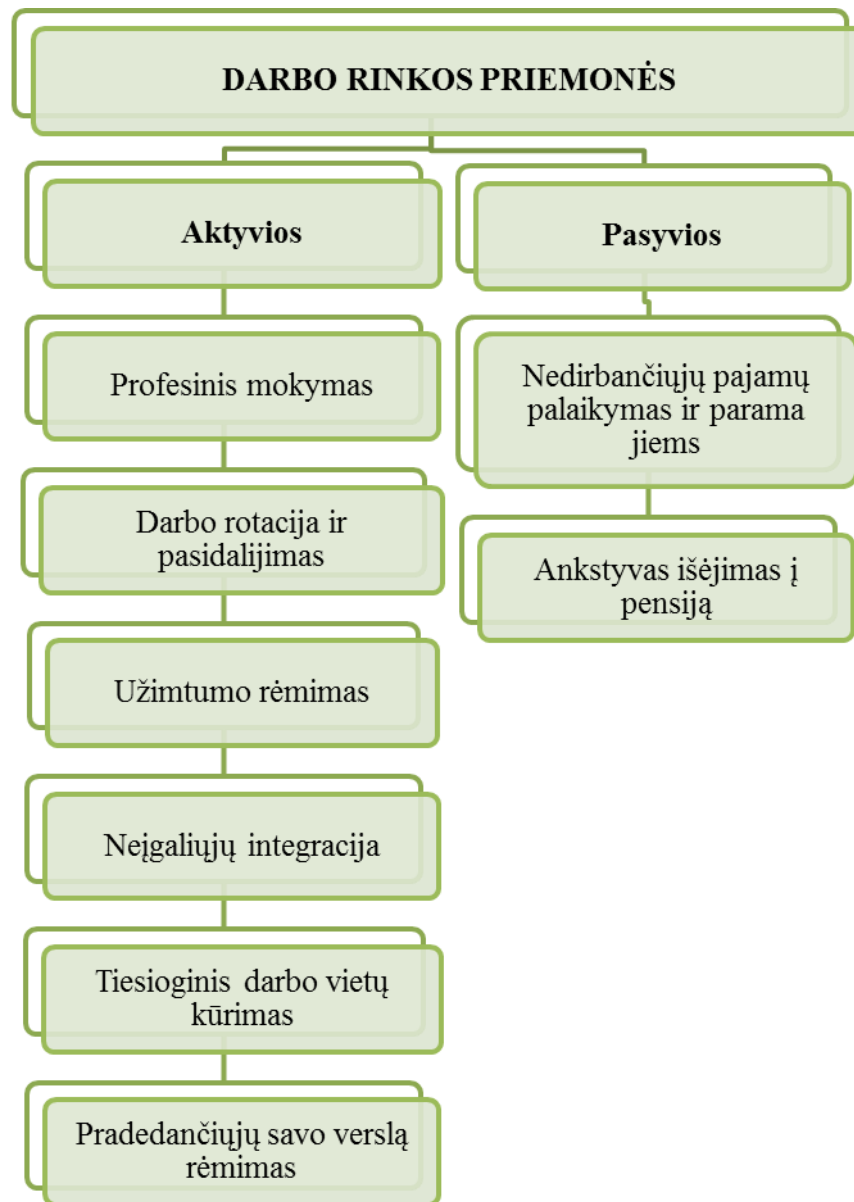 DARBO RINKOS PRIEMONĖS
Aktyvios
Profesinis mokymas
Darbo rotacija ir
pasidalijimas
Užimtumo rėmimas
Neįgaliųjų integracija
Tiesioginis darbo vietų
kūrimas
Pradedančiųjų savo verslą
rėmimas
Pasyvios
Nedirbančiųjų pajamų
palaikymas ir parama
jiems
Ankstyvas išėjimas į
pensiją